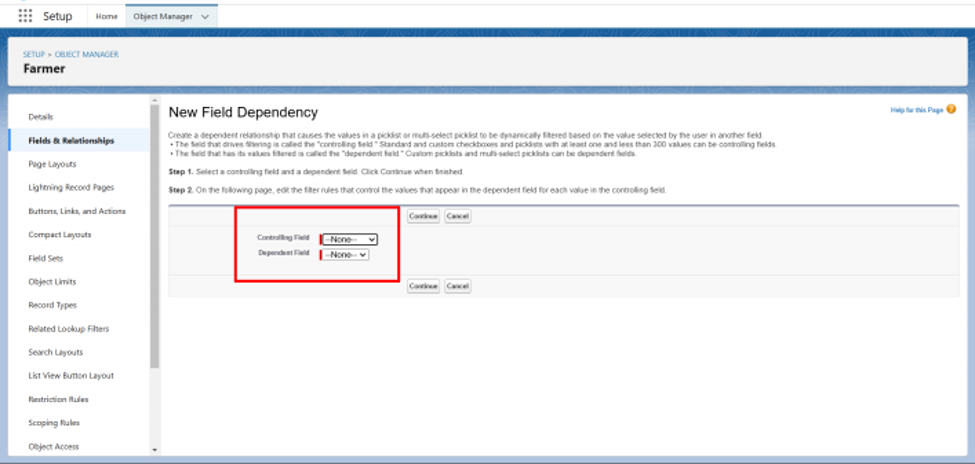 Setup Home Object Manager
SETUP > OBJECT MANAGER
Farmer
Details
Fields & Relationships
Page Layouts
Lightning Record Pages
Buttons, Links, and Actions
Compact Layouts
Field Sets
Object Limits
Record Types
Related Lookup Filters
Search Layouts
List View Button Layout
Restriction Rules
Scoping Rules
Object Access
New Field Dependency
Help for this Page
Create a dependent relationship that causes the values in a picklist or multi-select picklist to be dynamically filtered based on the value selected by the user in another field.
• The field that drives filtering is called the "controlling field." Standard and custom checkboxes and picklists with at least one and less than 300 values can be controlling fields.
• The field that has its values filtered is called the "dependent field." Custom picklists and multi-select picklists can be dependent fields.
Step 1. Select a controlling field and a dependent field. Click Continue when finished.
Step 2. On the following page, edit the filter rules that control the values that appear in the dependent field for each value in the controlling field.
Continue Cancel
Controlling Field --None--
Dependent Field --None--
Continue Cancel